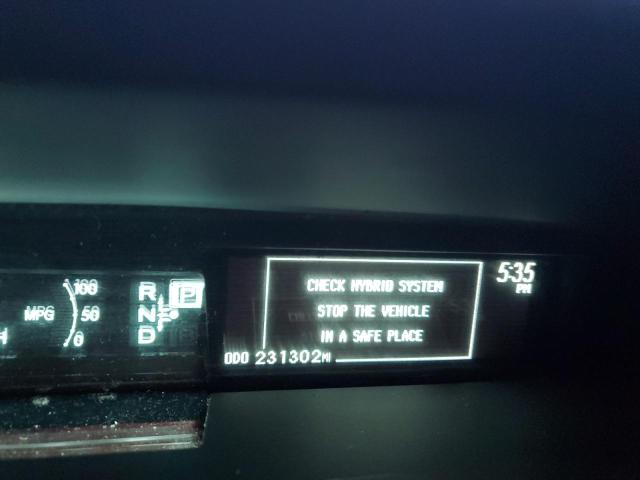 CHECK HYBRID SYSTEM
STOP THE VEHICLE
IN A SAFE PLACE
5:35
PM
100
MPG 50
0
H
R
P
N
D
ODO 231302MI